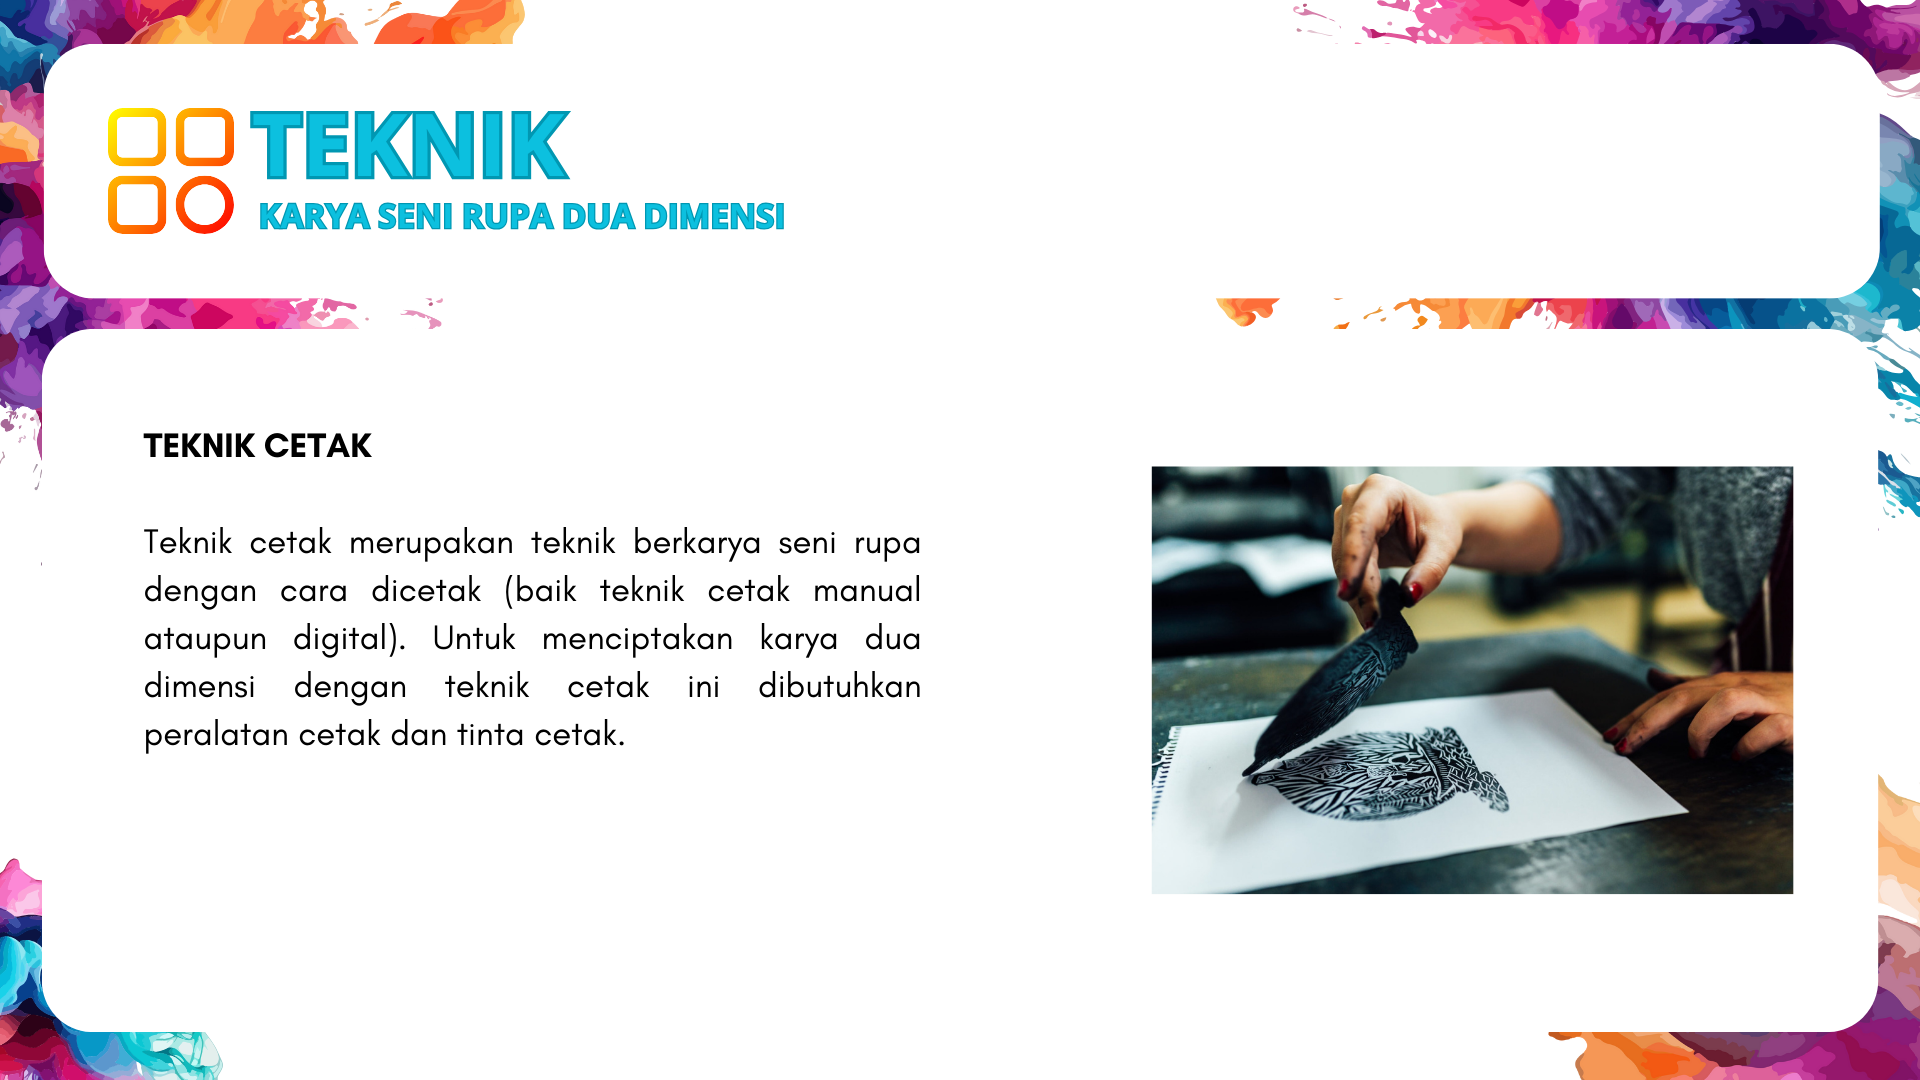 TEKNIK
KARYA SENI RUPA DUA DIMENSI
TEKNIK CETAK
Teknik cetak merupakan teknik berkarya seni rupa
dengan cara dicetak (baik teknik cetak manual
ataupun digital). Untuk menciptakan karya dua
dimensi dengan teknik cetak ini dibutuhkan
peralatan cetak dan tinta cetak.